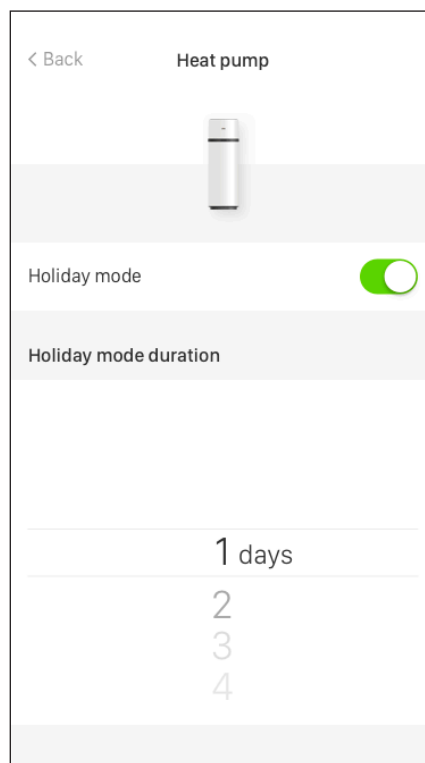 < Back Heat pump
Holiday mode
Holiday mode duration
1 days
2
3
4